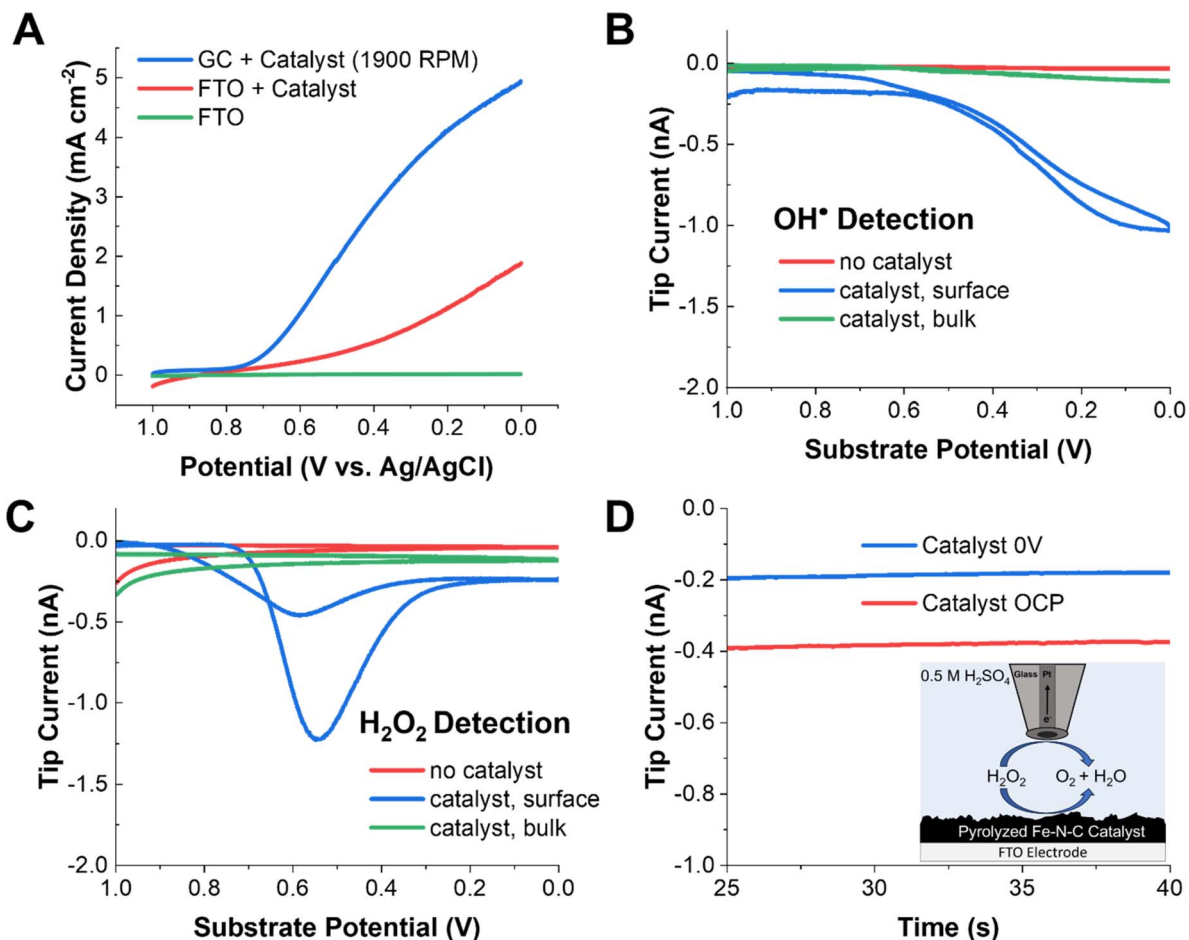 A
GC + Catalyst (1900 RPM)
FTO + Catalyst
FTO
Current Density (mA cm⁻²)
5
4
3
2
1
0
1.0 0.8 0.6 0.4 0.2 0.0
Potential (V vs. Ag/AgCl)
B
Tip Current (nA)
0.0
-0.5
-1.0
-1.5
-2.0
OH• Detection
no catalyst
catalyst, surface
catalyst, bulk
1.0 0.8 0.6 0.4 0.2 0.0
Substrate Potential (V)
C
Tip Current (nA)
0.0
-0.5
-1.0
-1.5
-2.0
H₂O₂ Detection
no catalyst
catalyst, surface
catalyst, bulk
1.0 0.8 0.6 0.4 0.2 0.0
Substrate Potential (V)
D
Tip Current (nA)
0.0
-0.2
-0.4
-0.6
-0.8
-1.0
Catalyst 0V
Catalyst OCP
0.5 M H₂SO₄
Glass Pt
e⁻
H₂O₂ O₂ + H₂O
Pyrolyzed Fe-N-C Catalyst
FTO Electrode
25 30 35 40
Time (s)